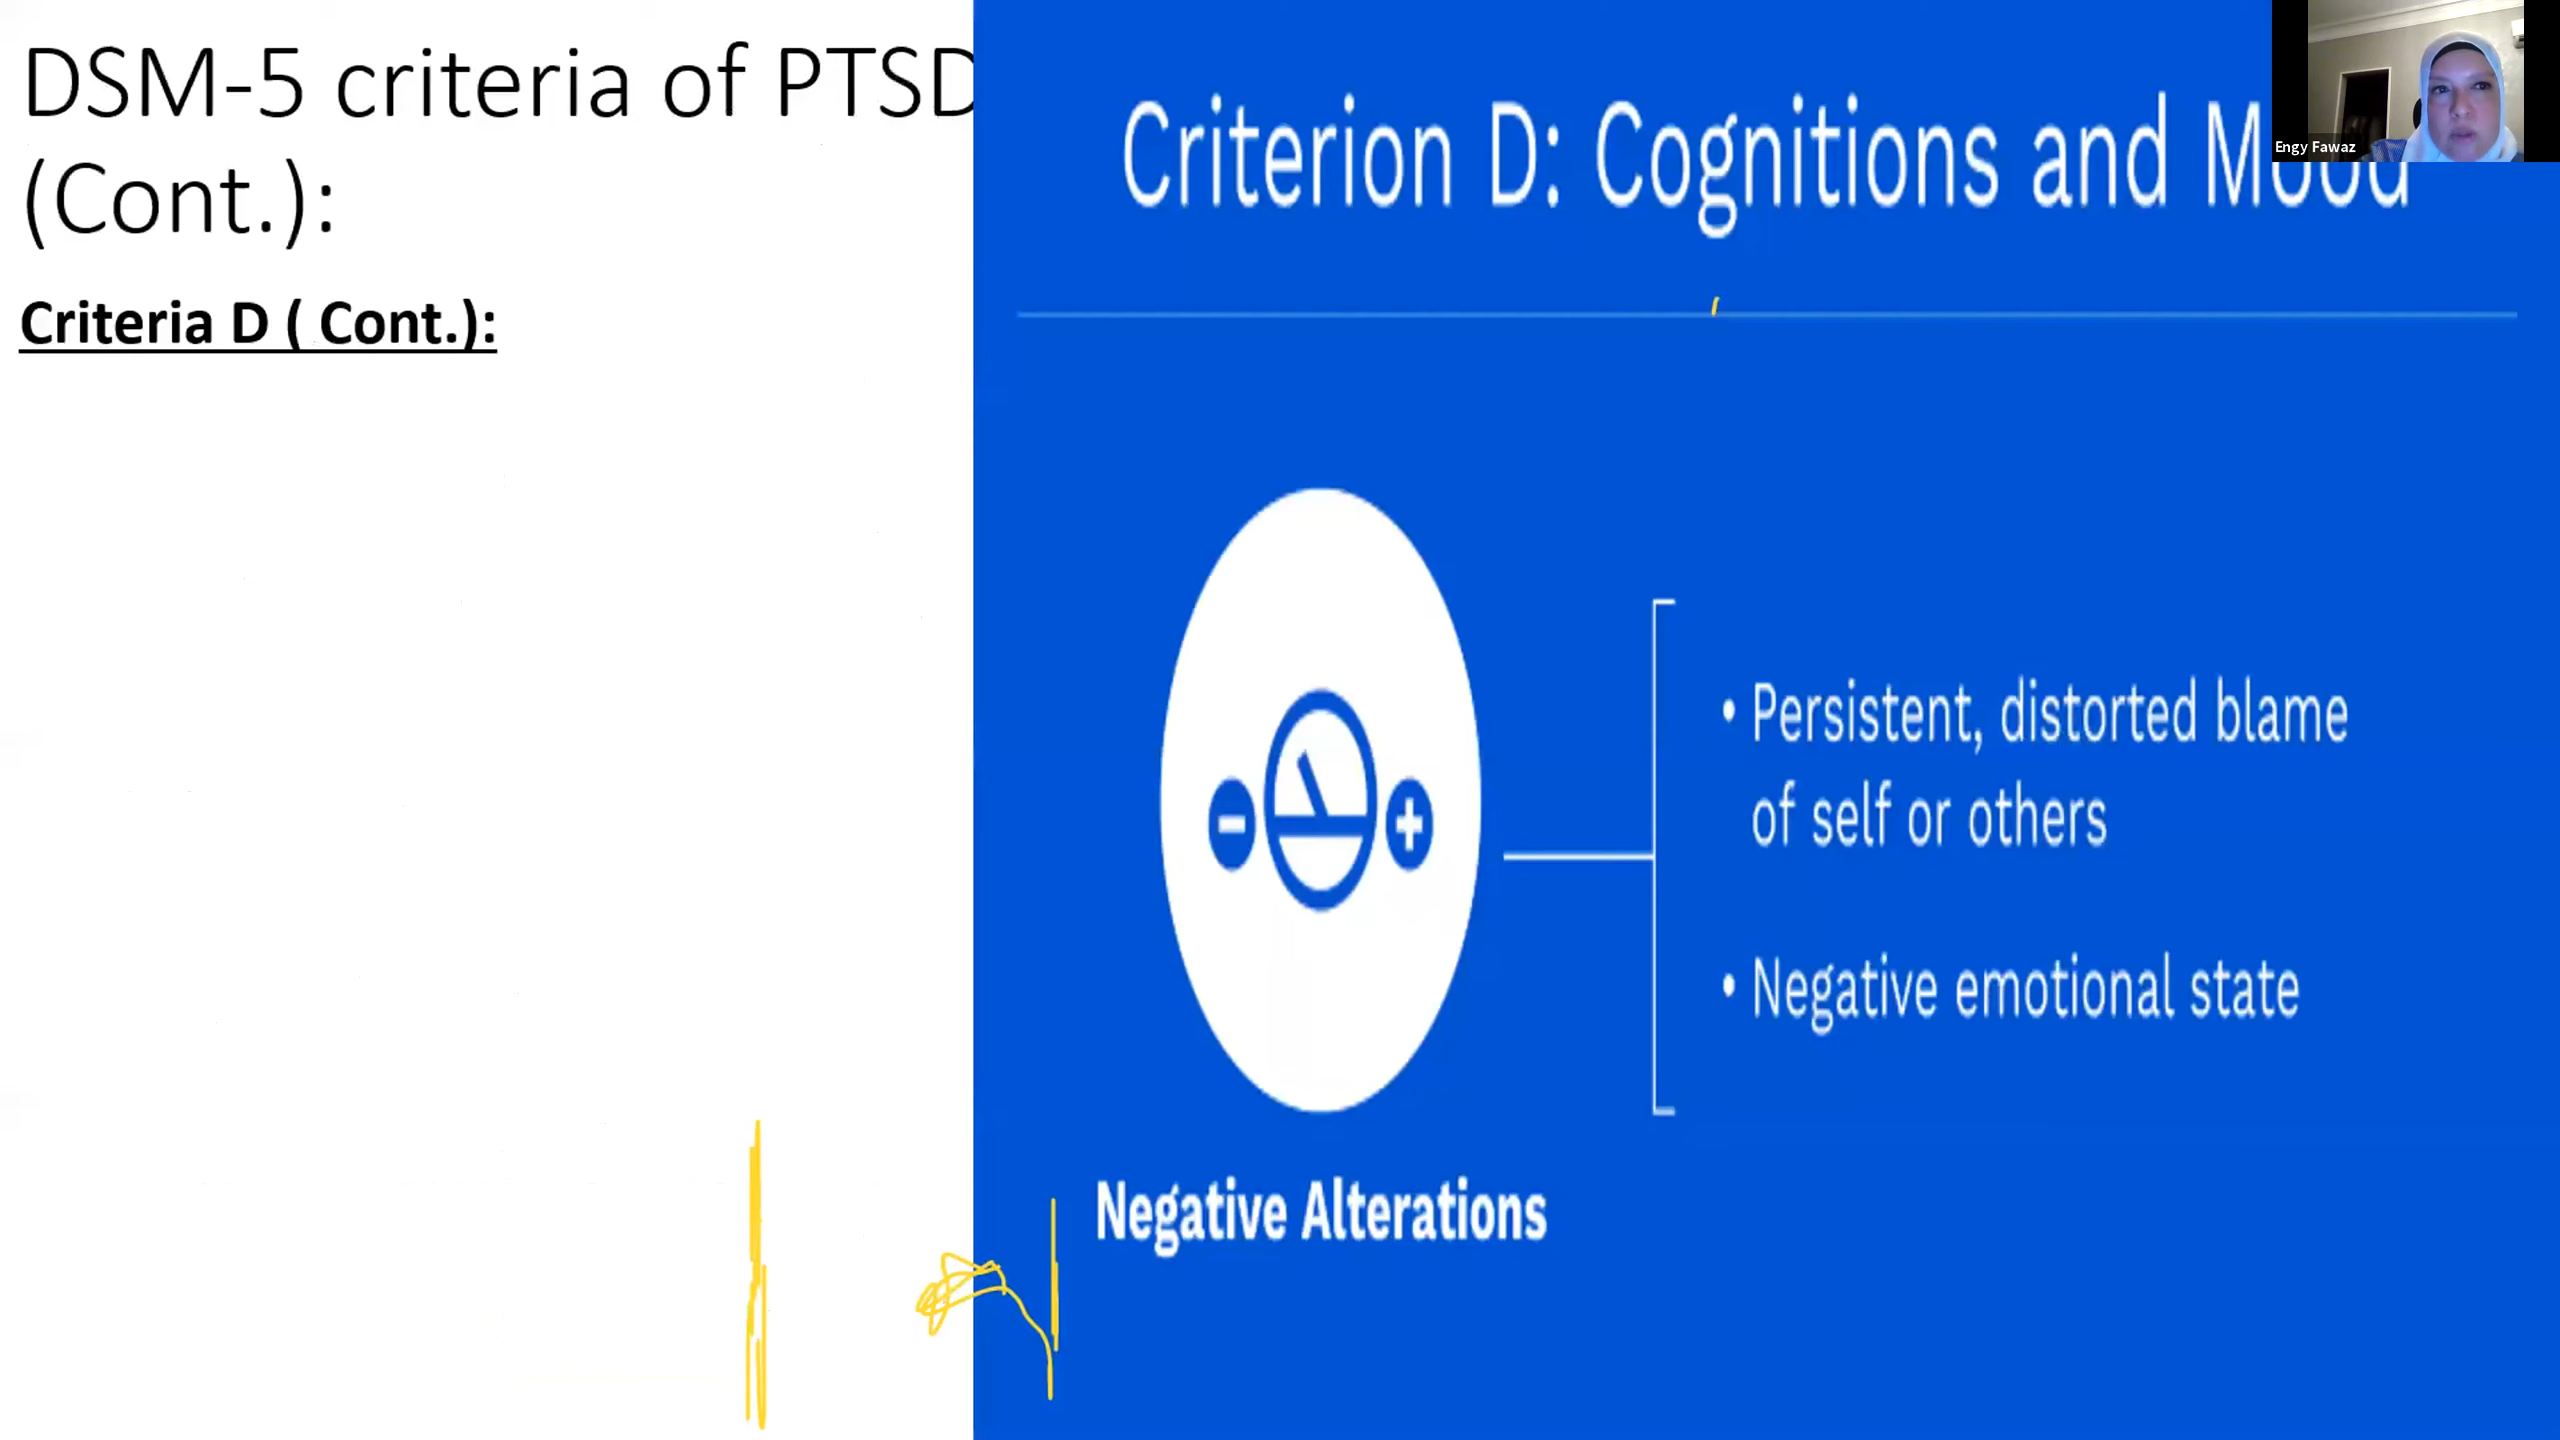 DSM-5 criteria of PTSD
(Cont.):
Criteria D ( Cont.):
Criterion D: Cognitions and Mood
Engy Fawaz
• Persistent, distorted blame
of self or others
• Negative emotional state
Negative Alterations